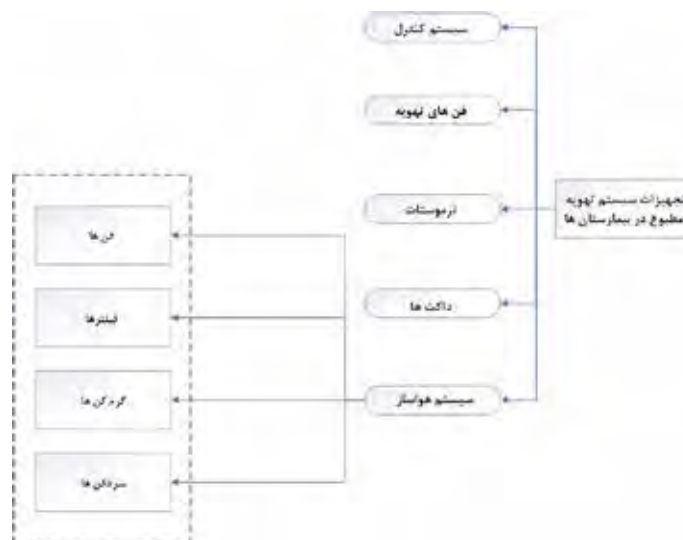 تجهیزات سیستم تهویه
مطبوع در بیمارستان ها
سیستم کنترل
فن های تهویه
ترموستات
داکت ها
سیستم هواساز
فن ها
فیلترها
گرم کن ها
سردکن ها